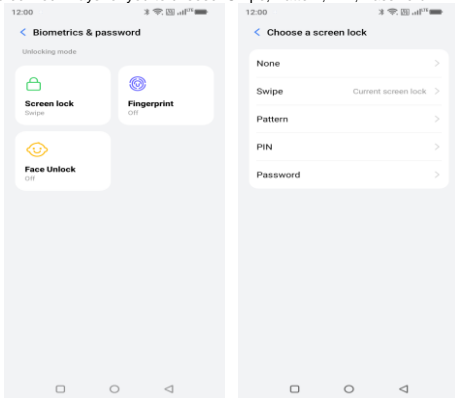 12:00
Biometrics & password
Unlocking mode
Screen lock
Swipe
Fingerprint
Off
Face Unlock
Off
12:00
Choose a screen lock
None
Swipe Current screen lock
Pattern
PIN
Password